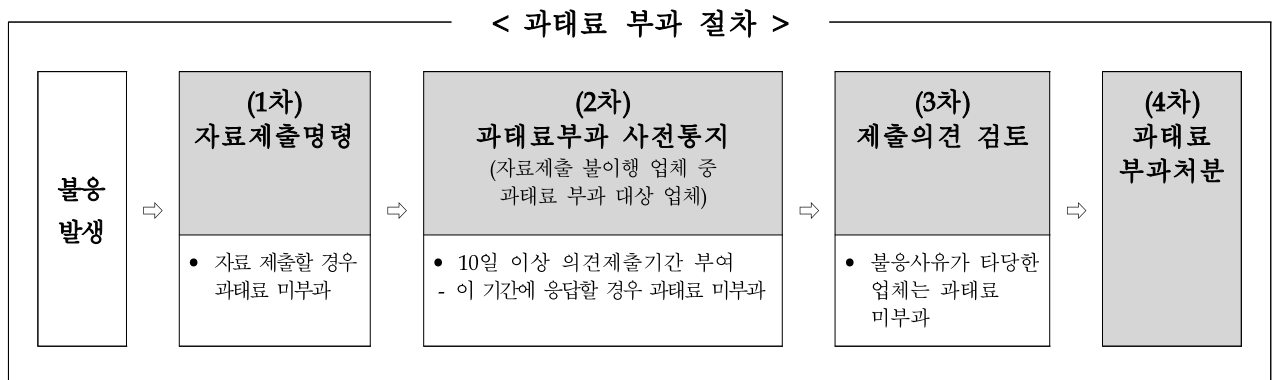 < 과태료 부과 절차 >
불응
발생
⇨
(1차)
자료제출명령
• 자료 제출할 경우
과태료 미부과
⇨
(2차)
과태료부과 사전통지
(자료제출 불이행 업체 중
과태료 부과 대상 업체)
• 10일 이상 의견제출기간 부여
- 이 기간에 응답할 경우 과태료 미부과
⇨
(3차)
제출의견 검토
• 불응사유가 타당한
업체는 과태료
미부과
⇨
(4차)
과태료
부과처분